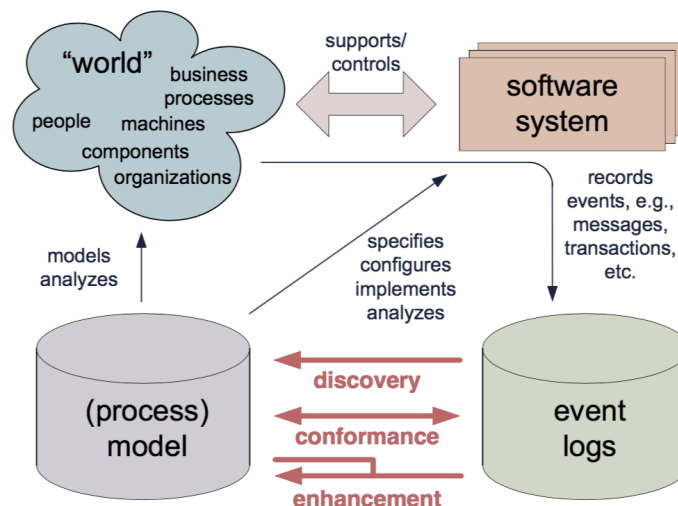 “world”
business
processes
people
machines
components
organizations
supports/
controls
software
system
records
events, e.g.,
messages,
transactions,
etc.
models
analyzes
specifies
configures
implements
analyzes
(process)
model
discovery
conformance
enhancement
event
logs